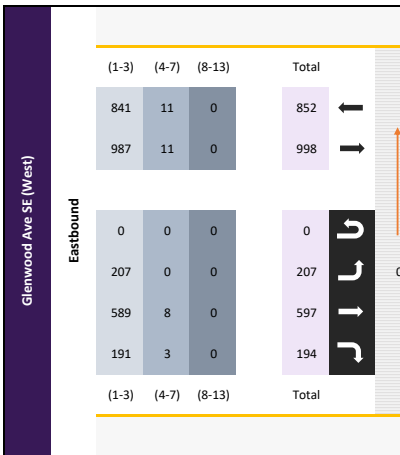 Glenwood Ave SE (West)
Eastbound
(1-3) (4-7) (8-13) Total
841 11 0 852
987 11 0 998
0 0 0 0
207 0 0 207
589 8 0 597
191 3 0 194
(1-3) (4-7) (8-13) Total